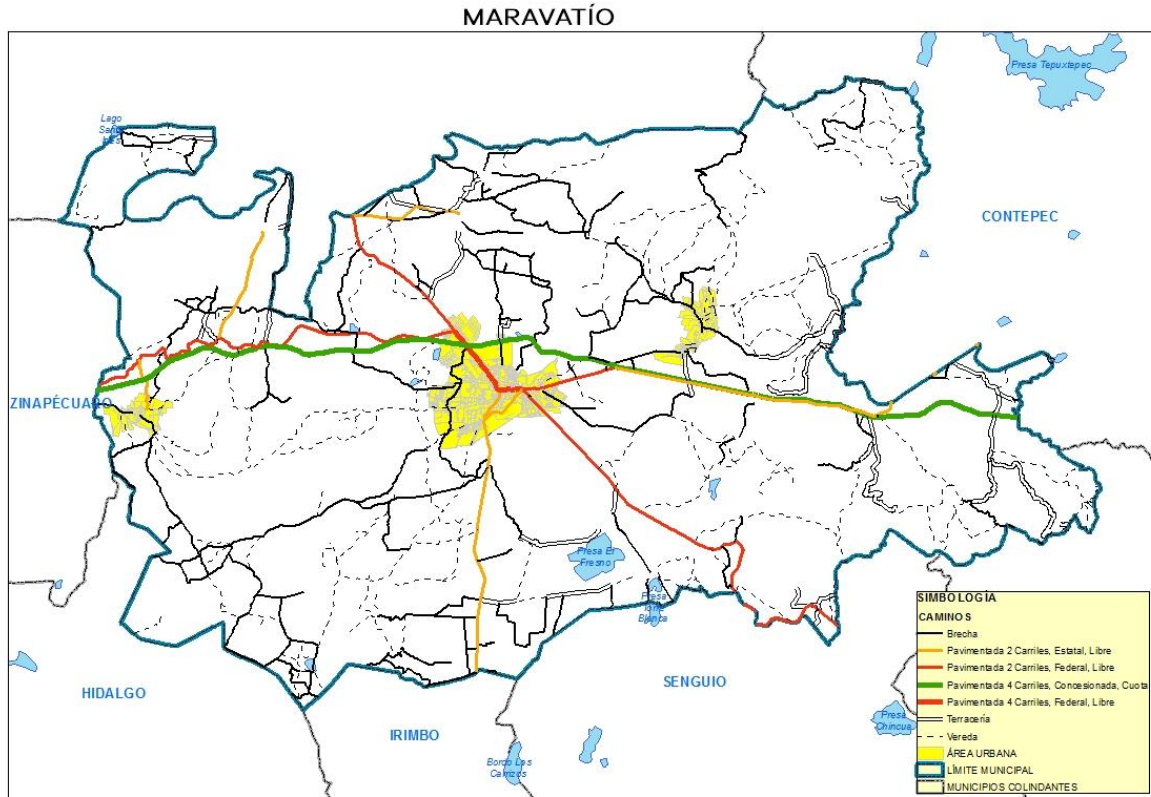 MARAVATÍO
Presa Tepuxtepec
Lago
CONTEPEC
ZINAPÉCUARO
Presa El
Fresno
Presa
Torre
Blanca
HIDALGO
SENGUIO
IRIMBO
Bordo Los
Carrizos
Presa
Chincua
SIMBOLOGÍA
CAMINOS
Brecha
Pavimentada 2 Carriles, Estatal, Libre
Pavimentada 2 Carriles, Federal, Libre
Pavimentada 4 Carriles, Concesionada, Cuota
Pavimentada 4 Carriles, Federal, Libre
Terracería
Vereda
ÁREA URBANA
LÍMITE MUNICIPAL
MUNICIPIOS COLINDANTES